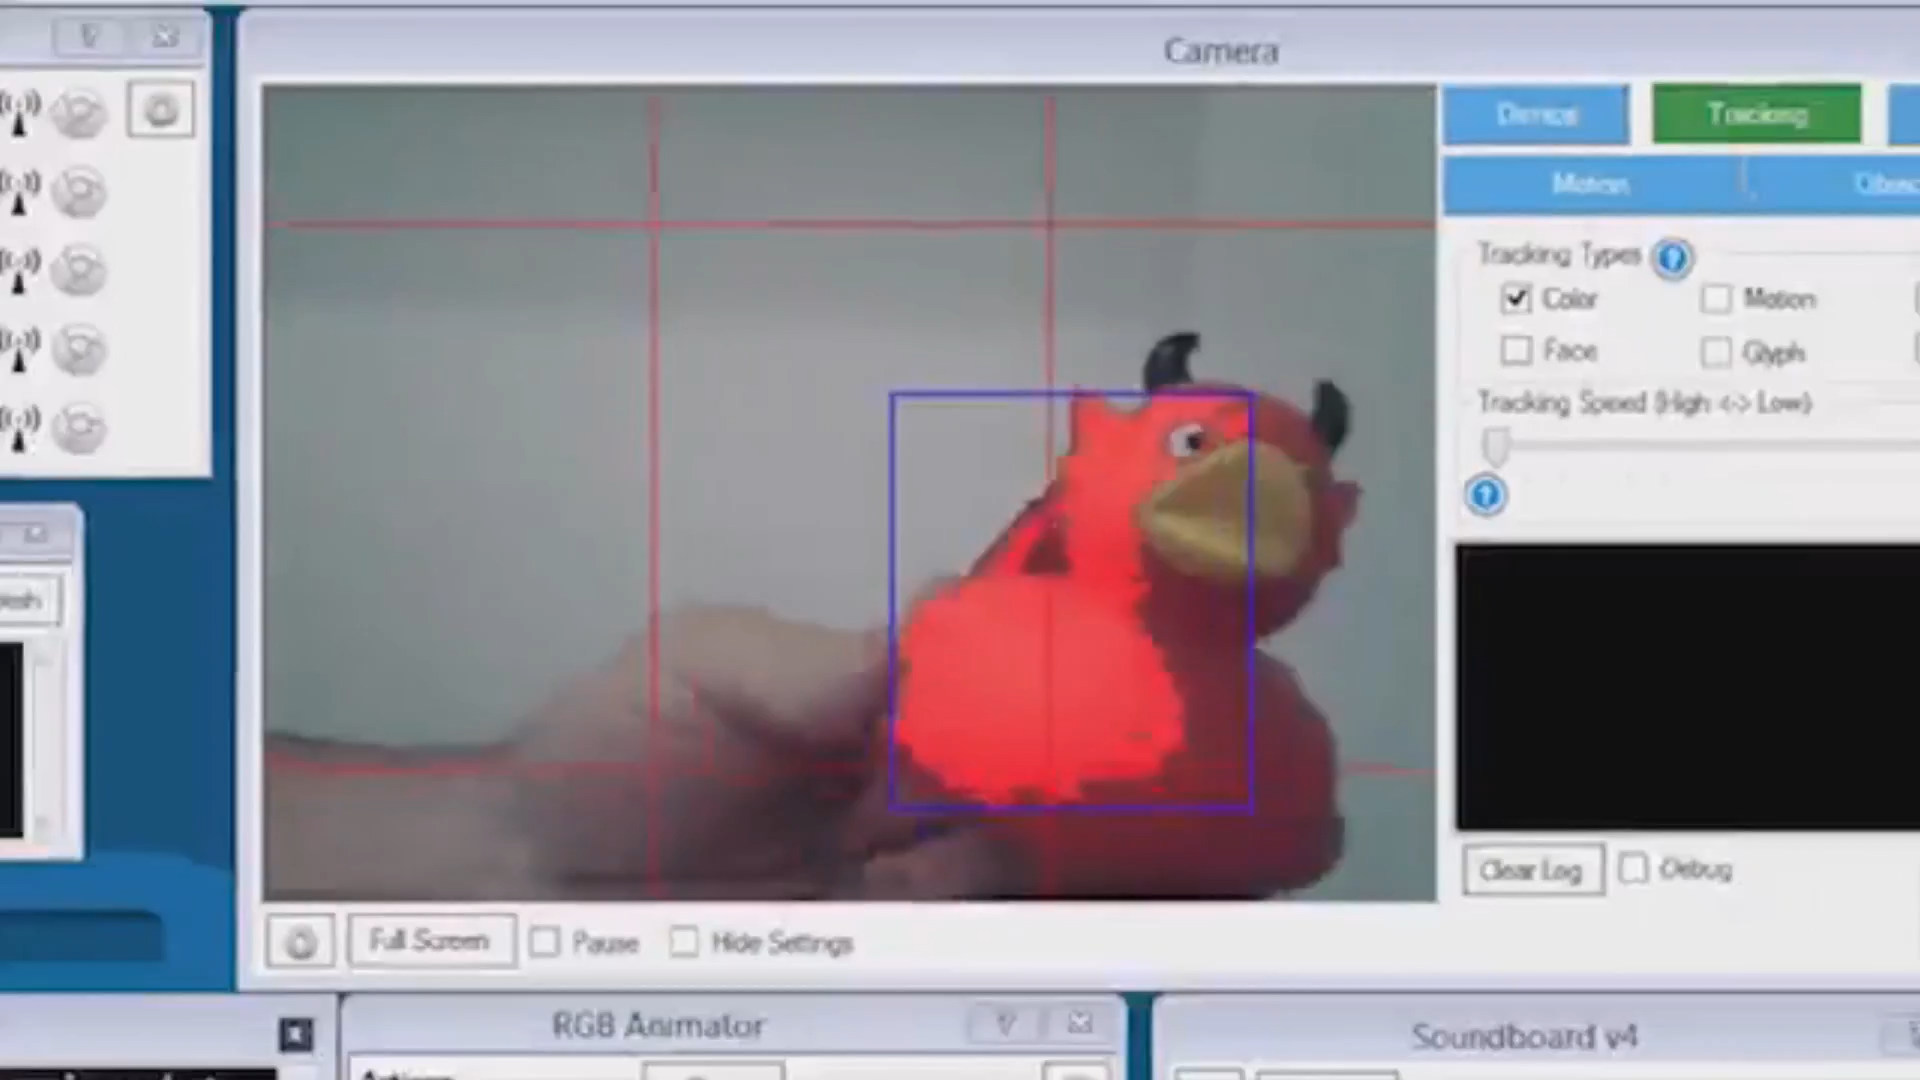 Camera
Device
Tracking
Motion
Tracking Types
Color
Motion
Face
Glyph
Tracking Speed (High <-> Low)
Clear Log
Debug
Full Screen
Pause
Hide Settings
RGB Animator
Soundboard v4